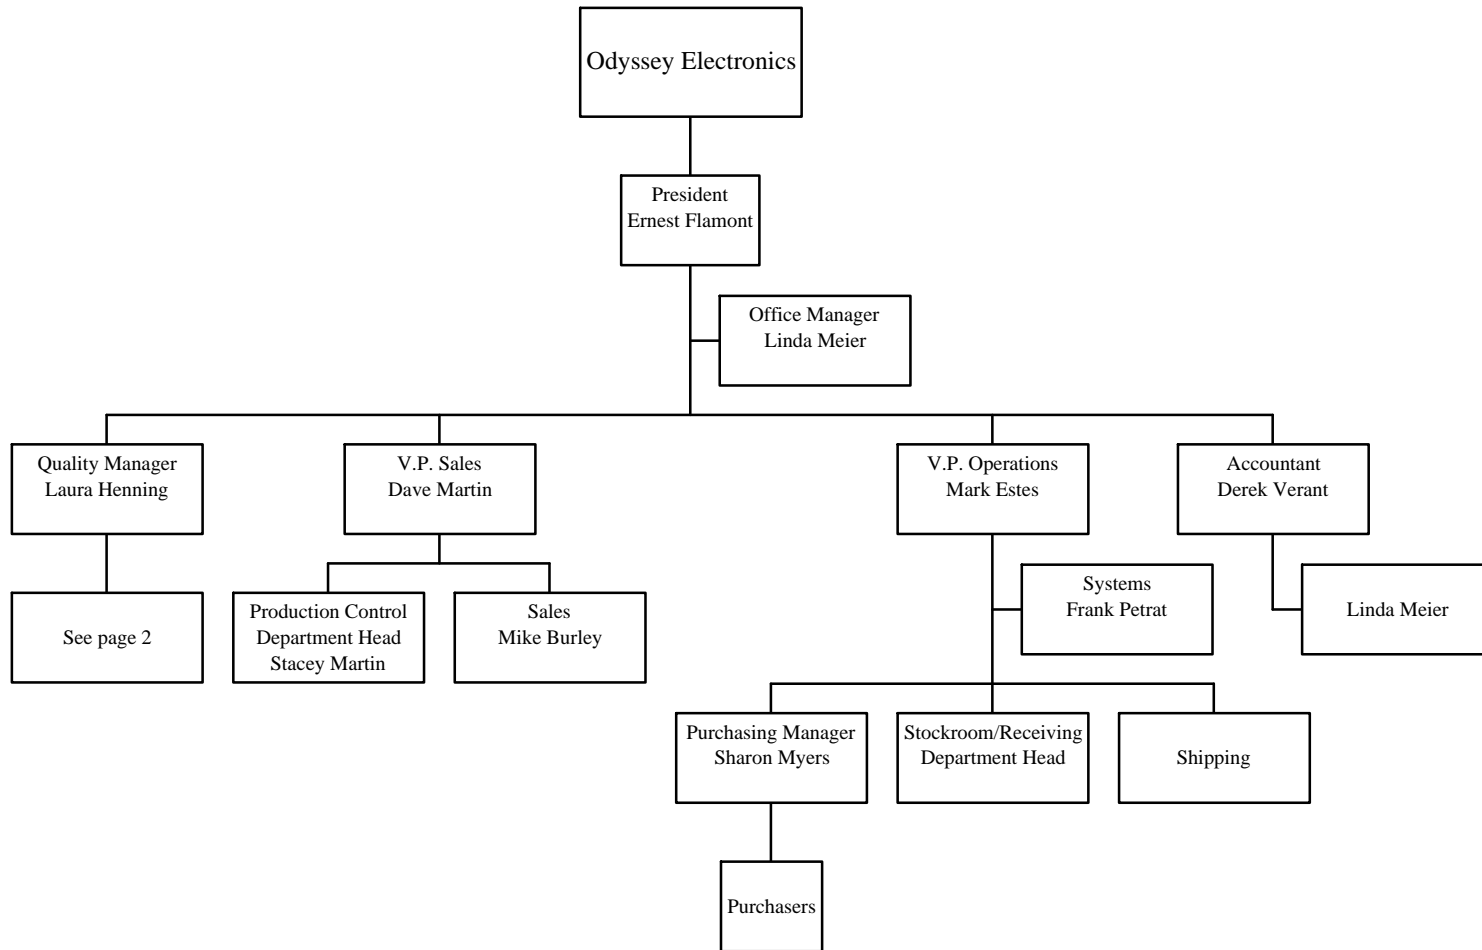 Odyssey Electronics
President
Ernest Flamont
Office Manager
Linda Meier
Quality Manager
Laura Henning
V.P. Sales
Dave Martin
V.P. Operations
Mark Estes
Accountant
Derek Verant
See page 2
Production Control
Department Head
Stacey Martin
Sales
Mike Burley
Systems
Frank Petrat
Linda Meier
Purchasing Manager
Sharon Myers
Stockroom/Receiving
Department Head
Shipping
Purchasers